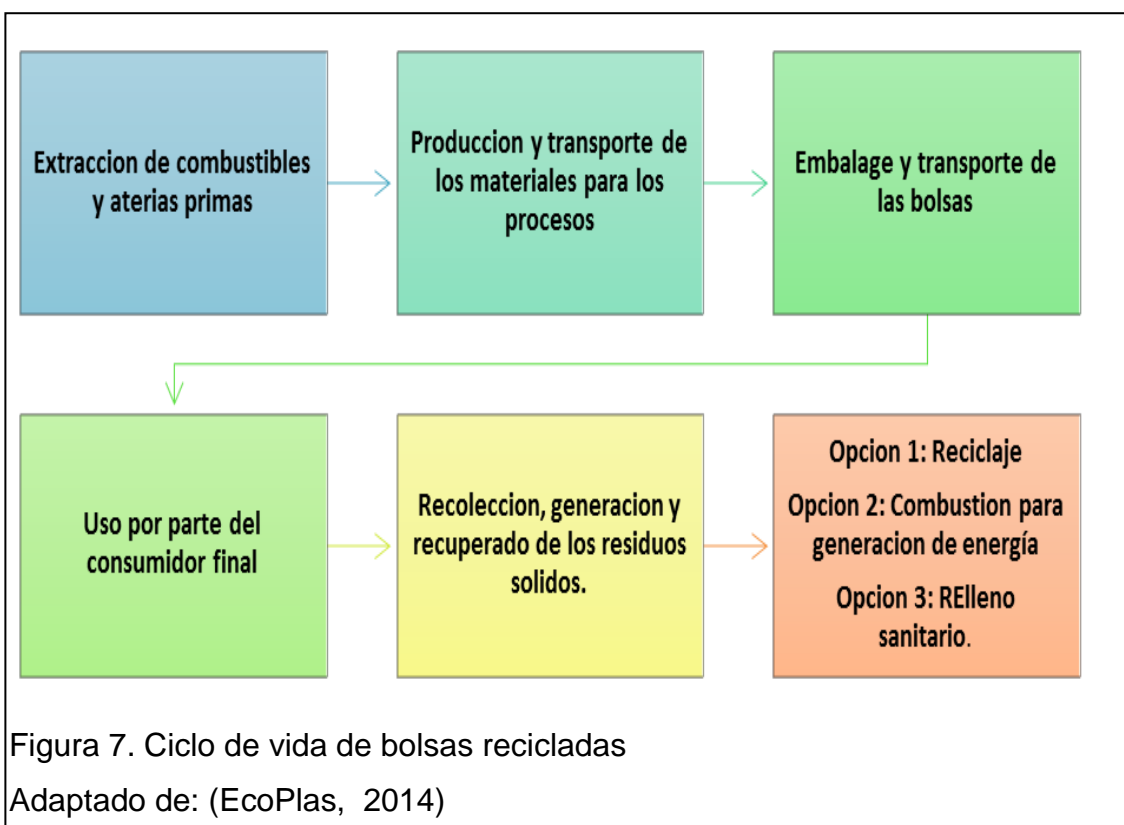 Extraccion de combustibles
y aterias primas
Produccion y transporte de
los materiales para los
procesos
Embalage y transporte de
las bolsas
Uso por parte del
consumidor final
Recoleccion, generacion y
recuperado de los residuos
solidos.
Opcion 1: Reciclaje
Opcion 2: Combustion para
generacion de energía
Opcion 3: RElleno
sanitario.
Figura 7. Ciclo de vida de bolsas recicladas
Adaptado de: (EcoPlas, 2014)